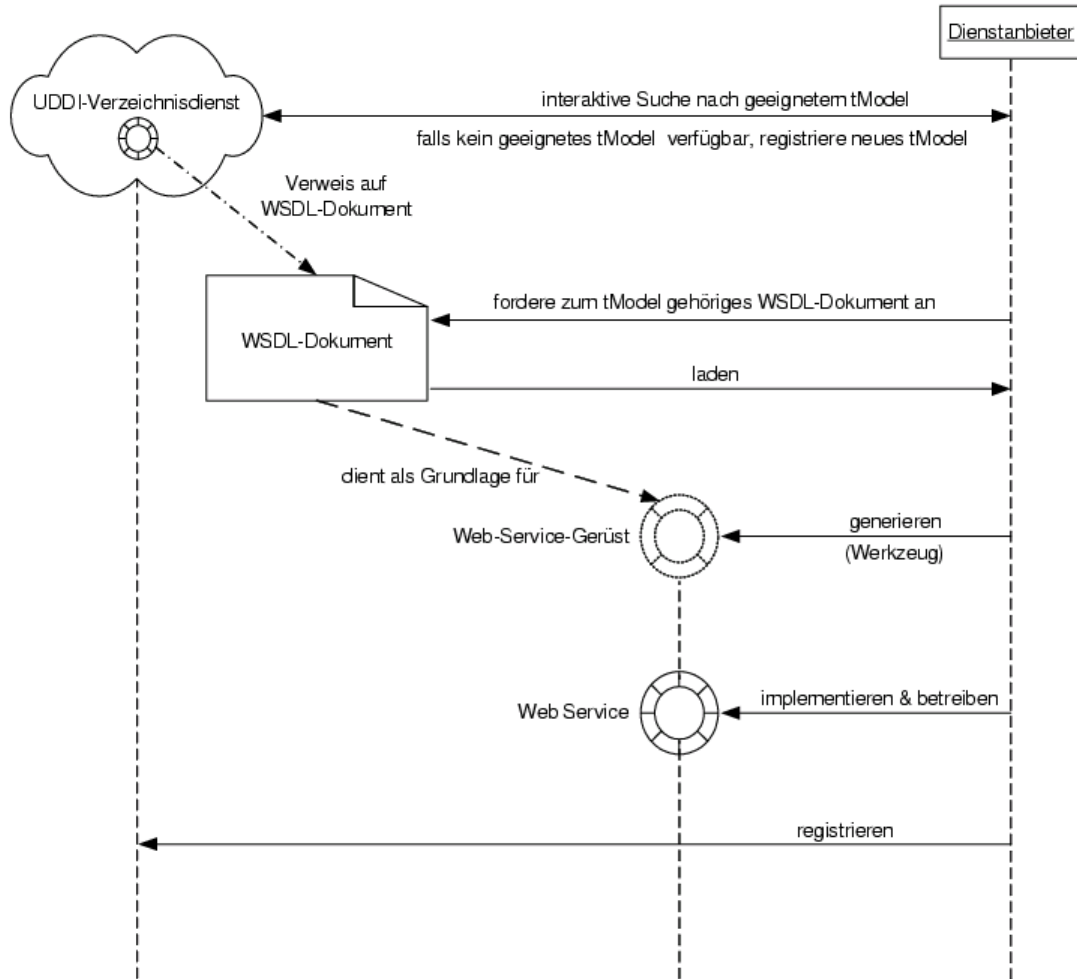 Dienstanbieter
UDDI-Verzeichnisdienst
interaktive Suche nach geeignetem tModel
falls kein geeignetes tModel verfügbar, registriere neues tModel
Verweis auf
WSDL-Dokument
fordere zum tModel gehöriges WSDL-Dokument an
WSDL-Dokument
laden
dient als Grundlage für
Web-Service-Gerüst
generieren
(Werkzeug)
Web Service
implementieren & betreiben
registrieren